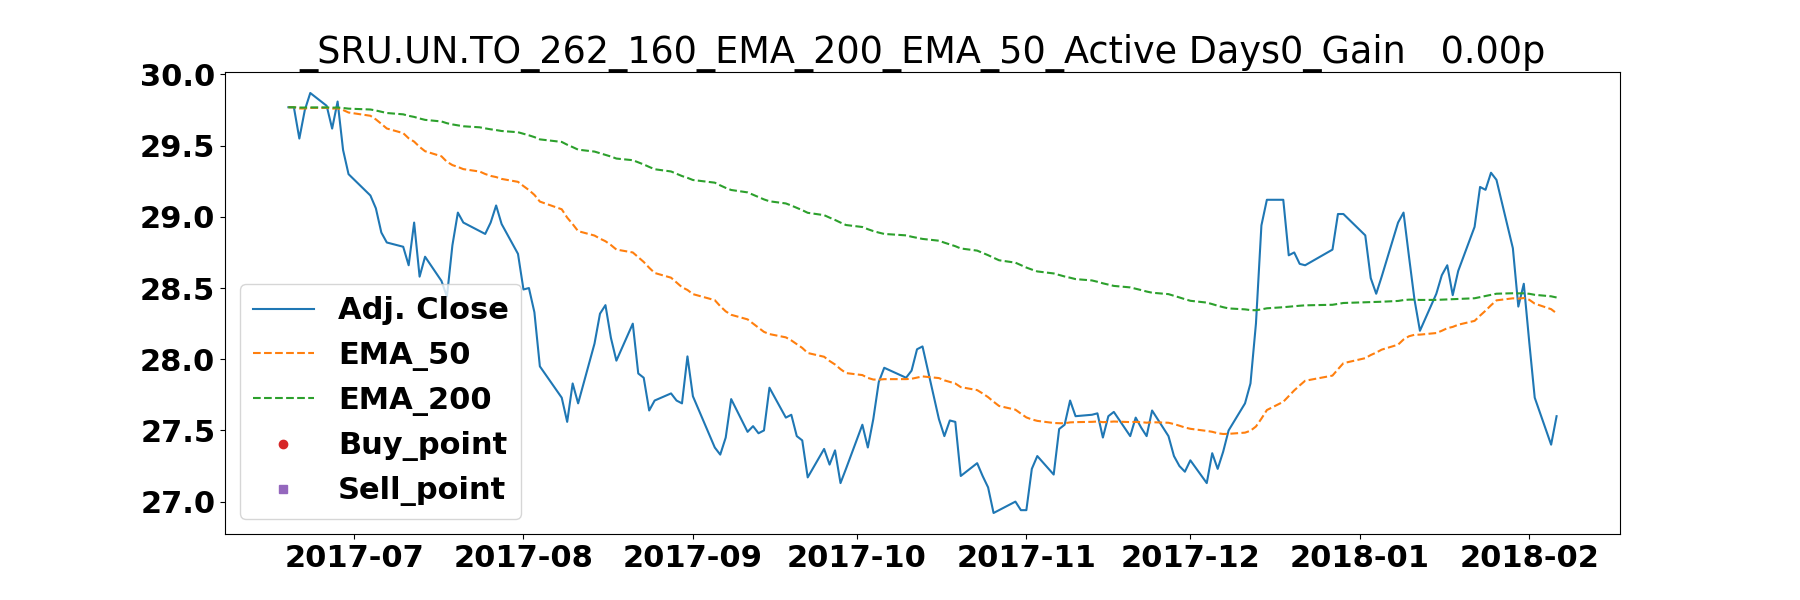 _SRU.UN.TO_262_160_EMA_200_EMA_50_Active Days0_Gain   0.00p
30.0
29.5
29.0
28.5
28.0
27.5
27.0
Adj. Close
EMA_50
EMA_200
Buy_point
Sell_point
2017-07 2017-08 2017-09 2017-10 2017-11 2017-12 2018-01 2018-02